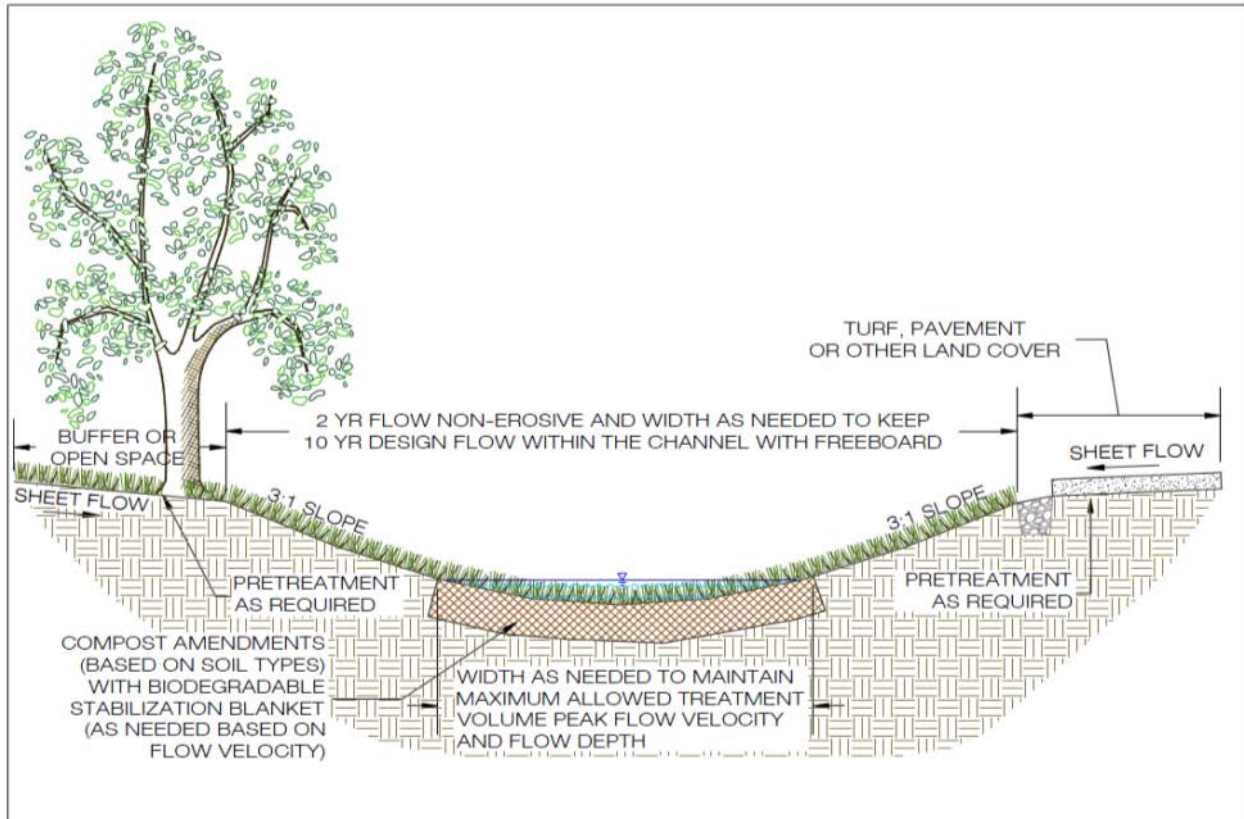 TURF, PAVEMENT
OR OTHER LAND COVER
2 YR FLOW NON-EROSIVE AND WIDTH AS NEEDED TO KEEP
10 YR DESIGN FLOW WITHIN THE CHANNEL WITH FREEBOARD
BUFFER OR
OPEN SPACE
SHEET FLOW
SHEET FLOW
3:1 SLOPE
3:1 SLOPE
PRETREATMENT
AS REQUIRED
PRETREATMENT
AS REQUIRED
COMPOST AMENDMENTS
(BASED ON SOIL TYPES)
WITH BIODEGRADABLE
STABILIZATION BLANKET
(AS NEEDED BASED ON
FLOW VELOCITY)
WIDTH AS NEEDED TO MAINTAIN
MAXIMUM ALLOWED TREATMENT
VOLUME PEAK FLOW VELOCITY
AND FLOW DEPTH